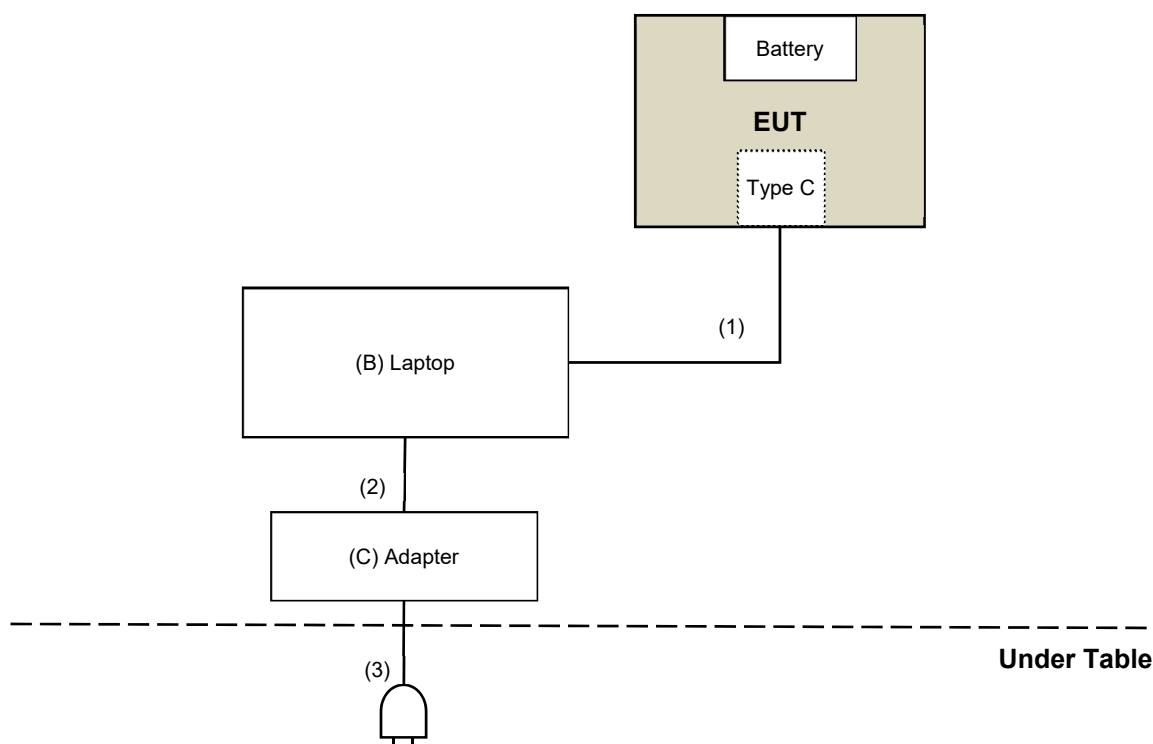 Battery
EUT
Type C
(1)
(B) Laptop
(2)
(C) Adapter
Under Table
(3)